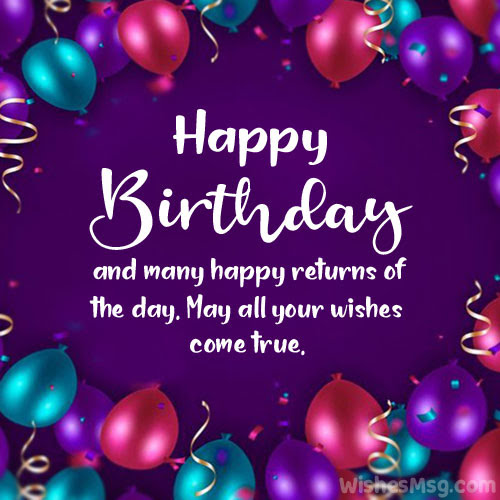 Happy
Birthday
and many happy returns of
the day. May all your wishes
come true.
WishesMsg.com